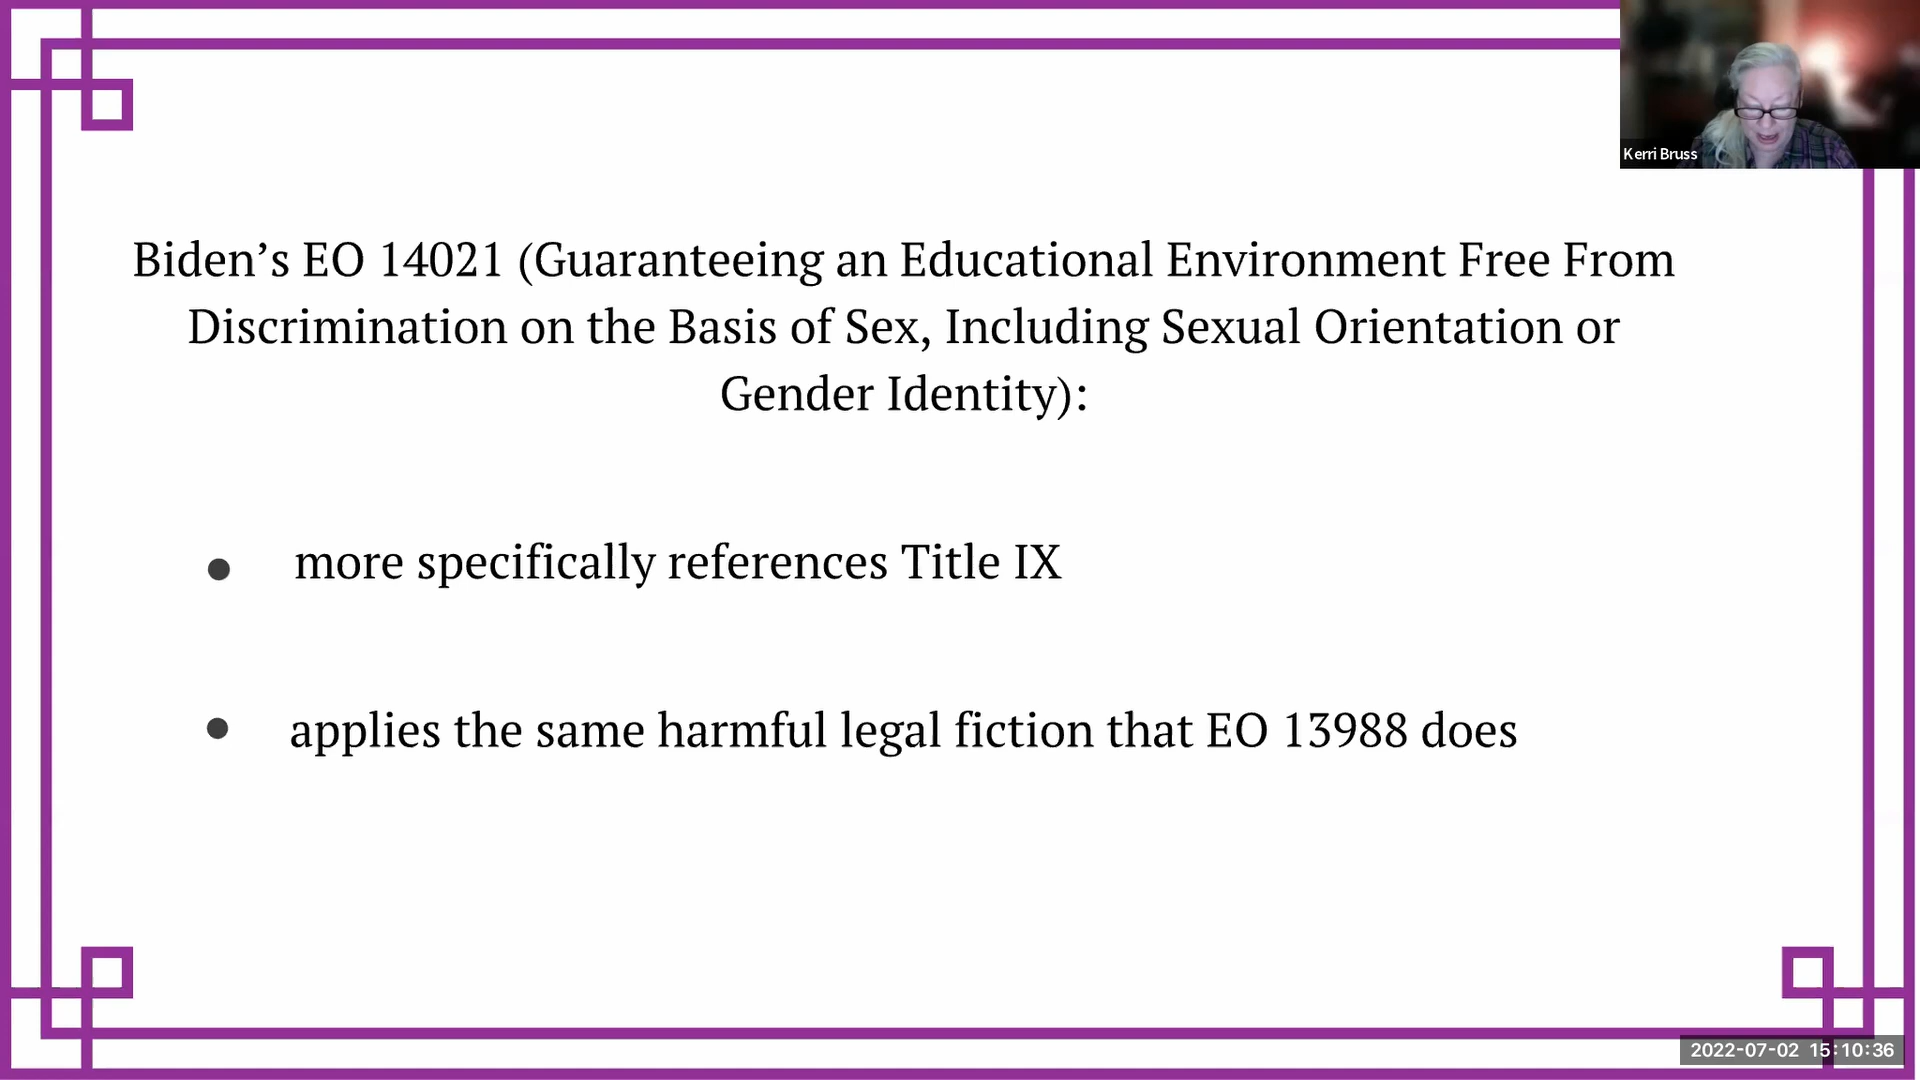 Kerri Bruss
Biden’s EO 14021 (Guaranteeing an Educational Environment Free From
Discrimination on the Basis of Sex, Including Sexual Orientation or
Gender Identity):
● more specifically references Title IX
● applies the same harmful legal fiction that EO 13988 does
2022-07-02 15:10:36